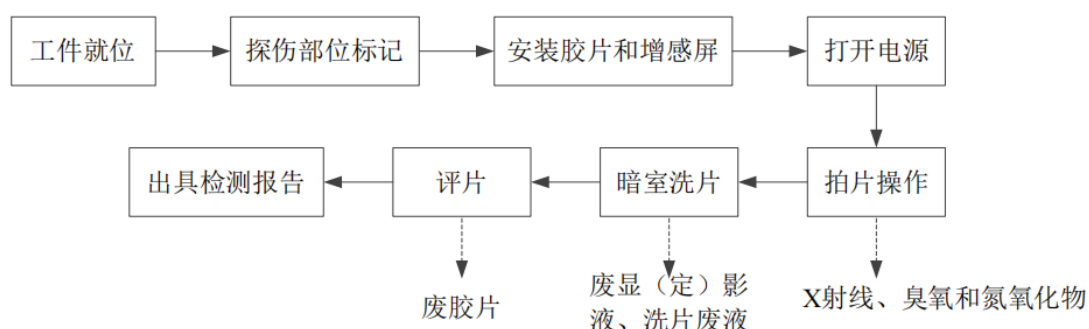 工件就位
探伤部位标记
安装胶片和增感屏
打开电源
出具检测报告
评片
暗室洗片
拍片操作
废胶片
废显（定）影
液、洗片废液
X射线、臭氧和氮氧化物